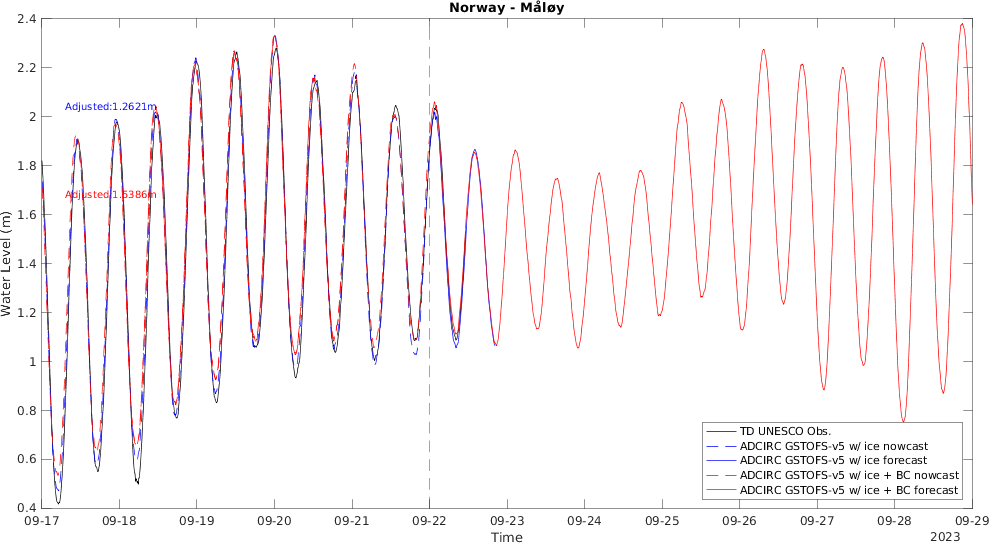 Norway - Måløy
2.4
2.2
2
1.8
1.6
1.4
1.2
1
0.8
0.6
0.4
Water Level (m)
Adjusted:1.2621m
Adjusted:1.5386m
TD UNESCO Obs.
ADCIRC GSTOFS-v5 w/ ice nowcast
ADCIRC GSTOFS-v5 w/ ice forecast
ADCIRC GSTOFS-v5 w/ ice + BC nowcast
ADCIRC GSTOFS-v5 w/ ice + BC forecast
09-17 09-18 09-19 09-20 09-21 09-22 09-23 09-24 09-25 09-26 09-27 09-28 09-29
Time
2023